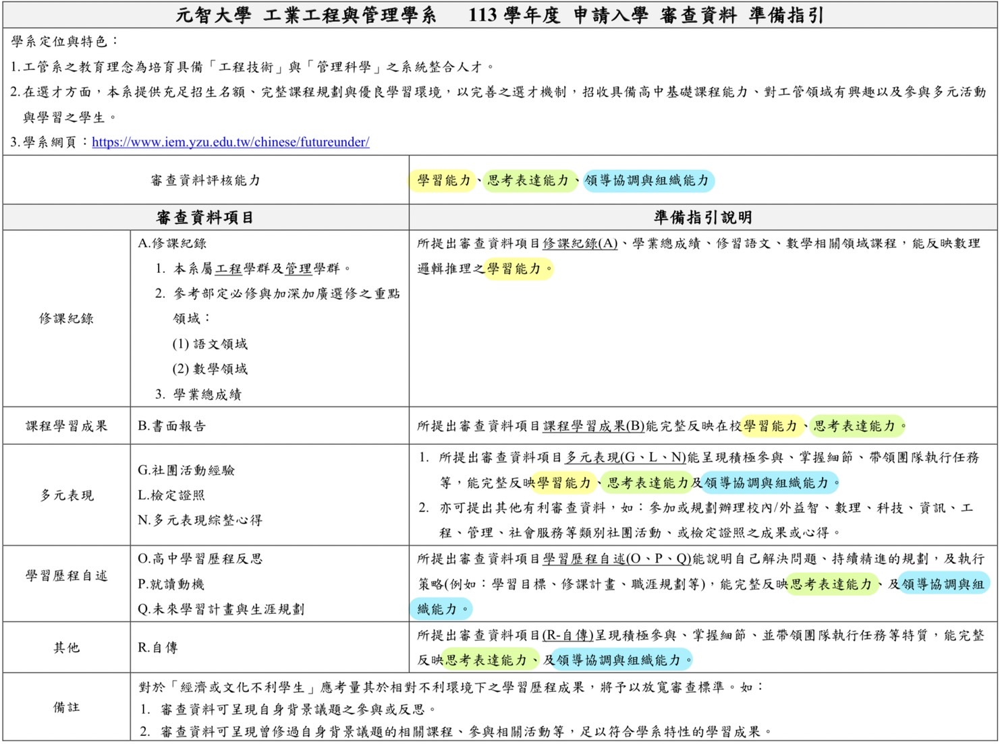 元智大學 工業工程與管理學系 113 學年度 申請入學 審查資料 準備指引
學系定位與特色：
1.工管系之教育理念為培育具備「工程技術」與「管理科學」之系統整合人才。
2.在選才方面，本系提供充足招生名額、完整課程規劃與優良學習環境，以完善之選才機制，招收具備高中基礎課程能力、對工管領域有興趣以及參與多元活動
與學習之學生。
3.學系網頁：https://www.iem.yzu.edu.tw/chinese/futureunder/
審查資料評核能力
學習能力、思考表達能力、領導協調與組織能力
審查資料項目
準備指引說明
修課紀錄
A.修課紀錄
1. 本系屬工程學群及管理學群。
2. 參考部定必修與加深加廣選修之重點
領域：
(1) 語文領域
(2) 數學領域
3. 學業總成績
所提出審查資料項目修課紀錄(A)、學業總成績、修習語文、數學相關領域課程，能反映數理
邏輯推理之學習能力。
課程學習成果
B.書面報告
所提出審查資料項目課程學習成果(B)能完整反映在校學習能力、思考表達能力。
多元表現
G.社團活動經驗
L.檢定證照
N.多元表現綜整心得
1. 所提出審查資料項目多元表現(G、L、N)能呈現積極參與、掌握細節、帶領團隊執行任務
等，能完整反映學習能力、思考表達能力及領導協調與組織能力。
2. 亦可提出其他有利審查資料，如：參加或規劃辦理校內/外益智、數理、科技、資訊、工
程、管理、社會服務等類別社團活動、或檢定證照之成果或心得。
學習歷程自述
O.高中學習歷程反思
P.就讀動機
Q.未來學習計畫與生涯規劃
所提出審查資料項目學習歷程自述(O、P、Q)能說明自己解決問題、持續精進的規劃，及執行
策略(例如：學習目標、修課計畫、職涯規劃等)，能完整反映思考表達能力、及領導協調與組
織能力。
其他
R.自傳
所提出審查資料項目(R-自傳)呈現積極參與、掌握細節、並帶領團隊執行任務等特質，能完整
反映思考表達能力、及領導協調與組織能力。
備註
對於「經濟或文化不利學生」應考量其於相對不利環境下之學習歷程成果，將予以放寬審查標準。如：
1. 審查資料可呈現自身背景議題之參與或反思。
2. 審查資料可呈現曾修過自身背景議題的相關課程、參與相關活動等，足以符合學系特性的學習成果。